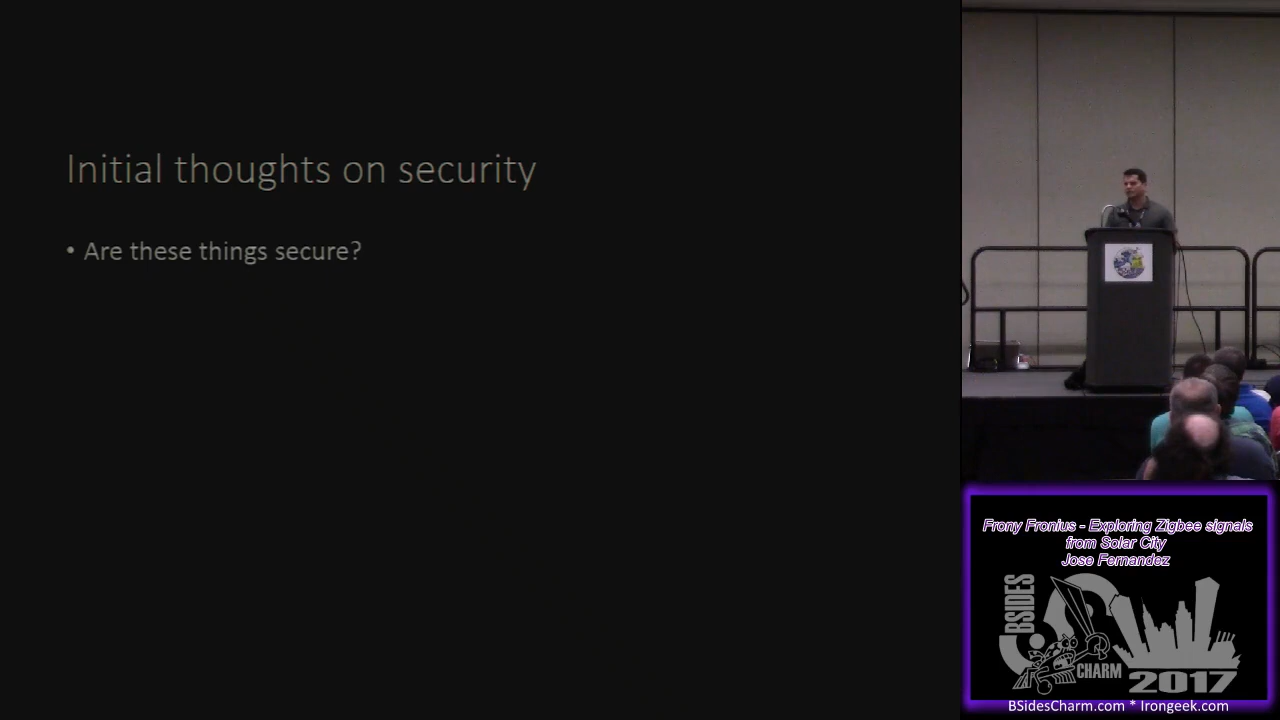 Initial thoughts on security
• Are these things secure?
Frony Fronius - Exploring Zigbee signals
from Solar City
Jose Fernandez
BSIDES
CHARM
2017
BSidesCharm.com * Irongeek.com